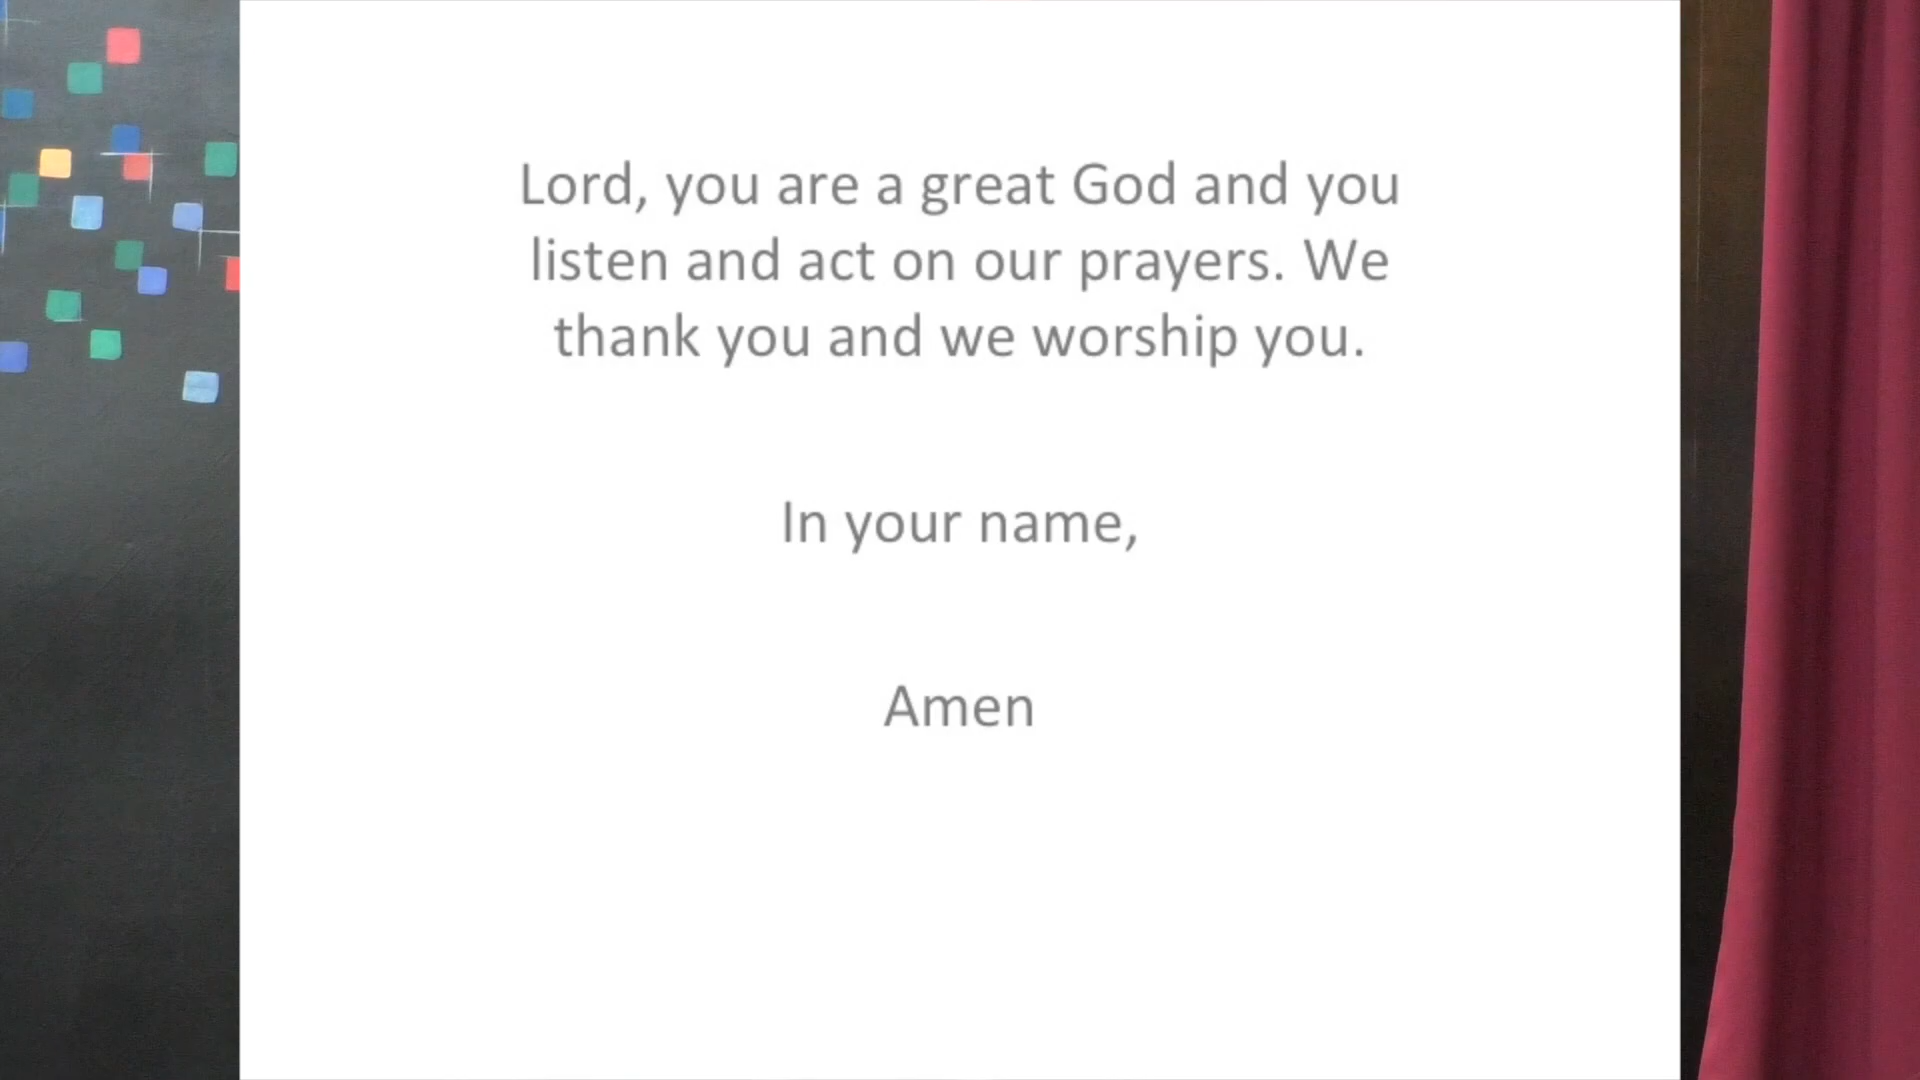 Lord, you are a great God and you
listen and act on our prayers. We
thank you and we worship you.
In your name,
Amen